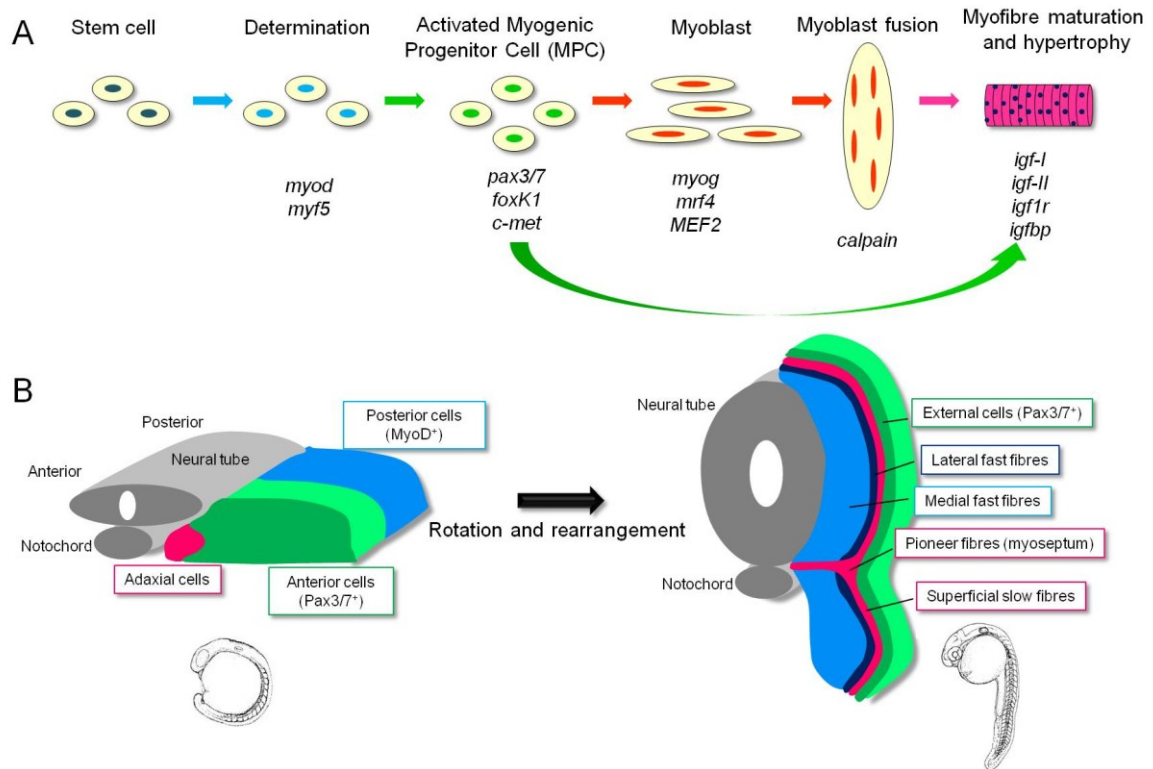 A
Stem cell
Determination
Activated Myogenic
Progenitor Cell (MPC)
Myoblast
Myoblast fusion
Myofibre maturation
and hypertrophy
myod
myf5
pax3/7
foxK1
c-met
myog
mrf4
MEF2
calpain
igf-I
igf-II
igf1r
igfbp
B
Posterior
Anterior
Neural tube
Notochord
Adaxial cells
Posterior cells
(MyoD⁺)
Anterior cells
(Pax3/7⁺)
Rotation and rearrangement
Neural tube
Notochord
External cells (Pax3/7⁺)
Lateral fast fibres
Medial fast fibres
Pioneer fibres (myoseptum)
Superficial slow fibres